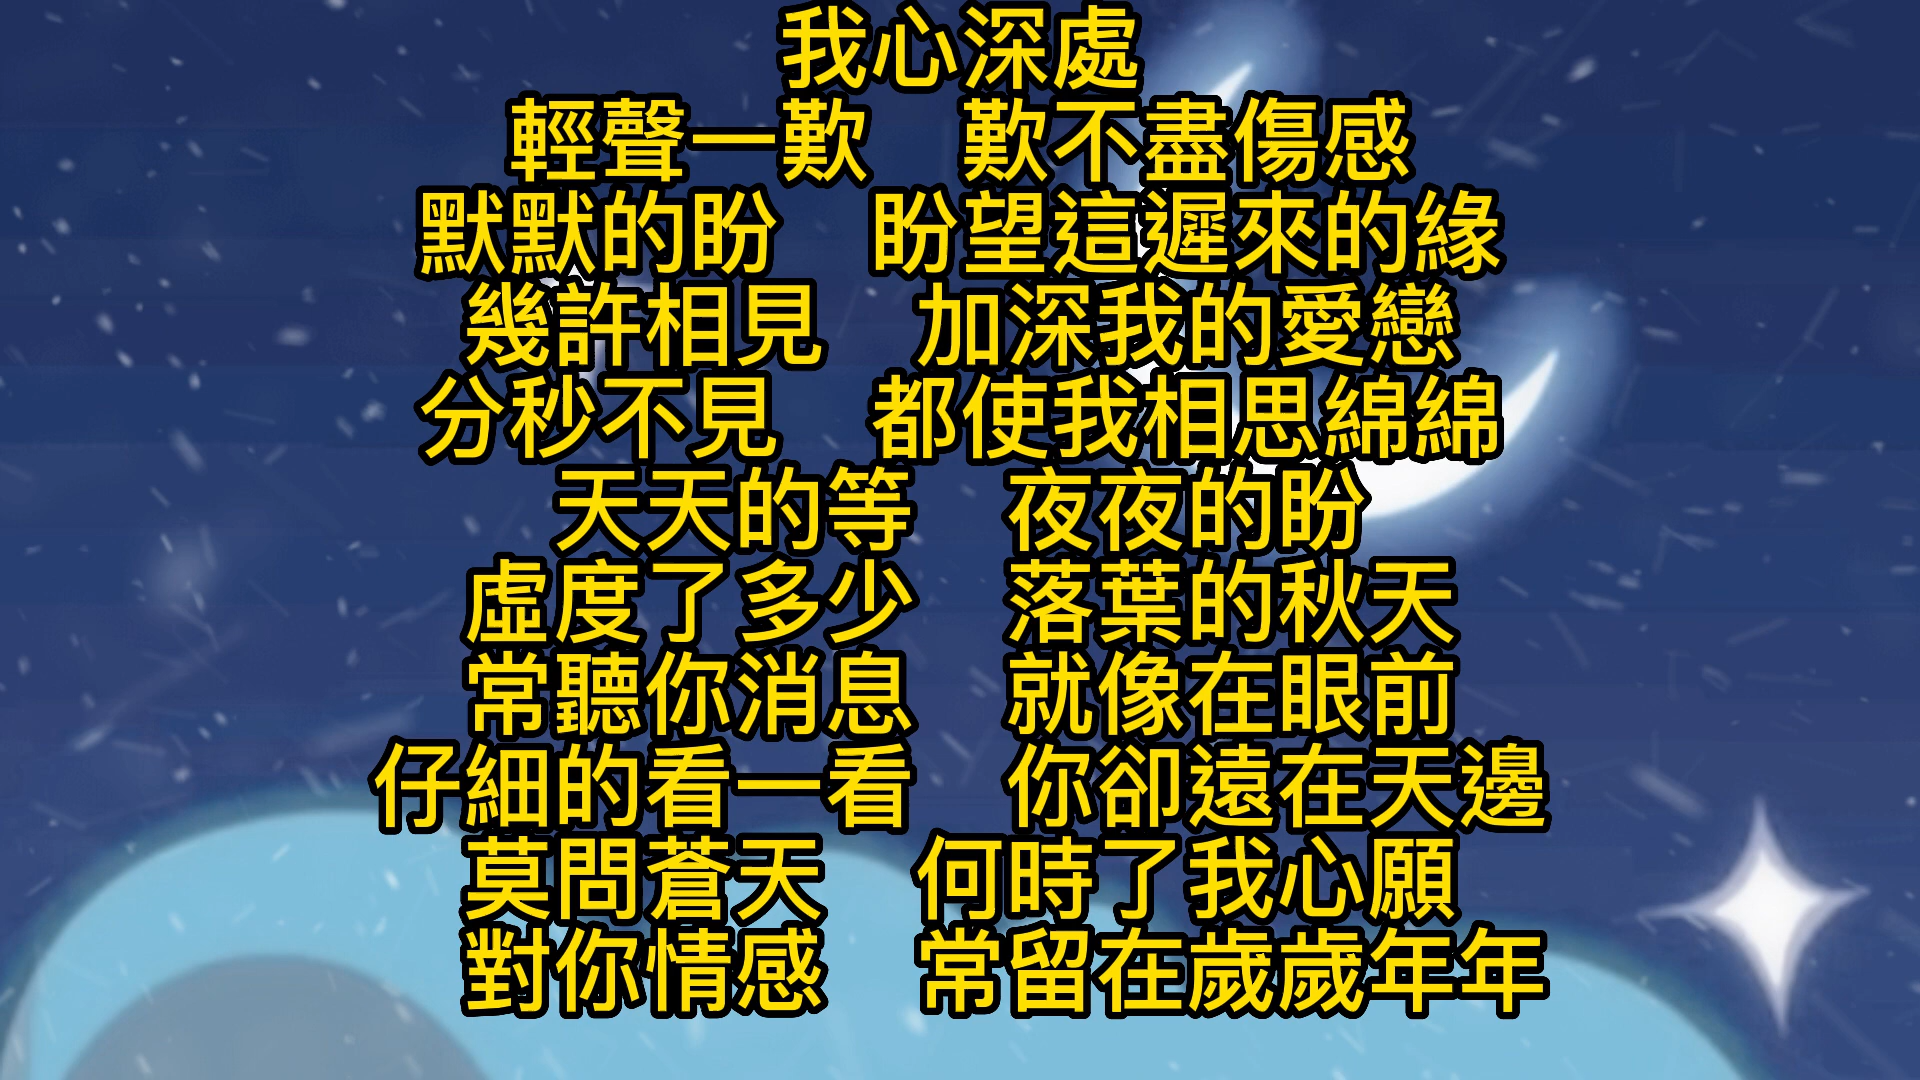 我心深處
輕聲一歎　歎不盡傷感
默默的盼　盼望這遲來的緣
幾許相見　加深我的愛戀
分秒不見　都使我相思綿綿
天天的等　夜夜的盼
虛度了多少　落葉的秋天
常聽你消息　就像在眼前
仔細的看一看　你卻遠在天邊
莫問蒼天　何時了我心願
對你情感　常留在歲歲年年